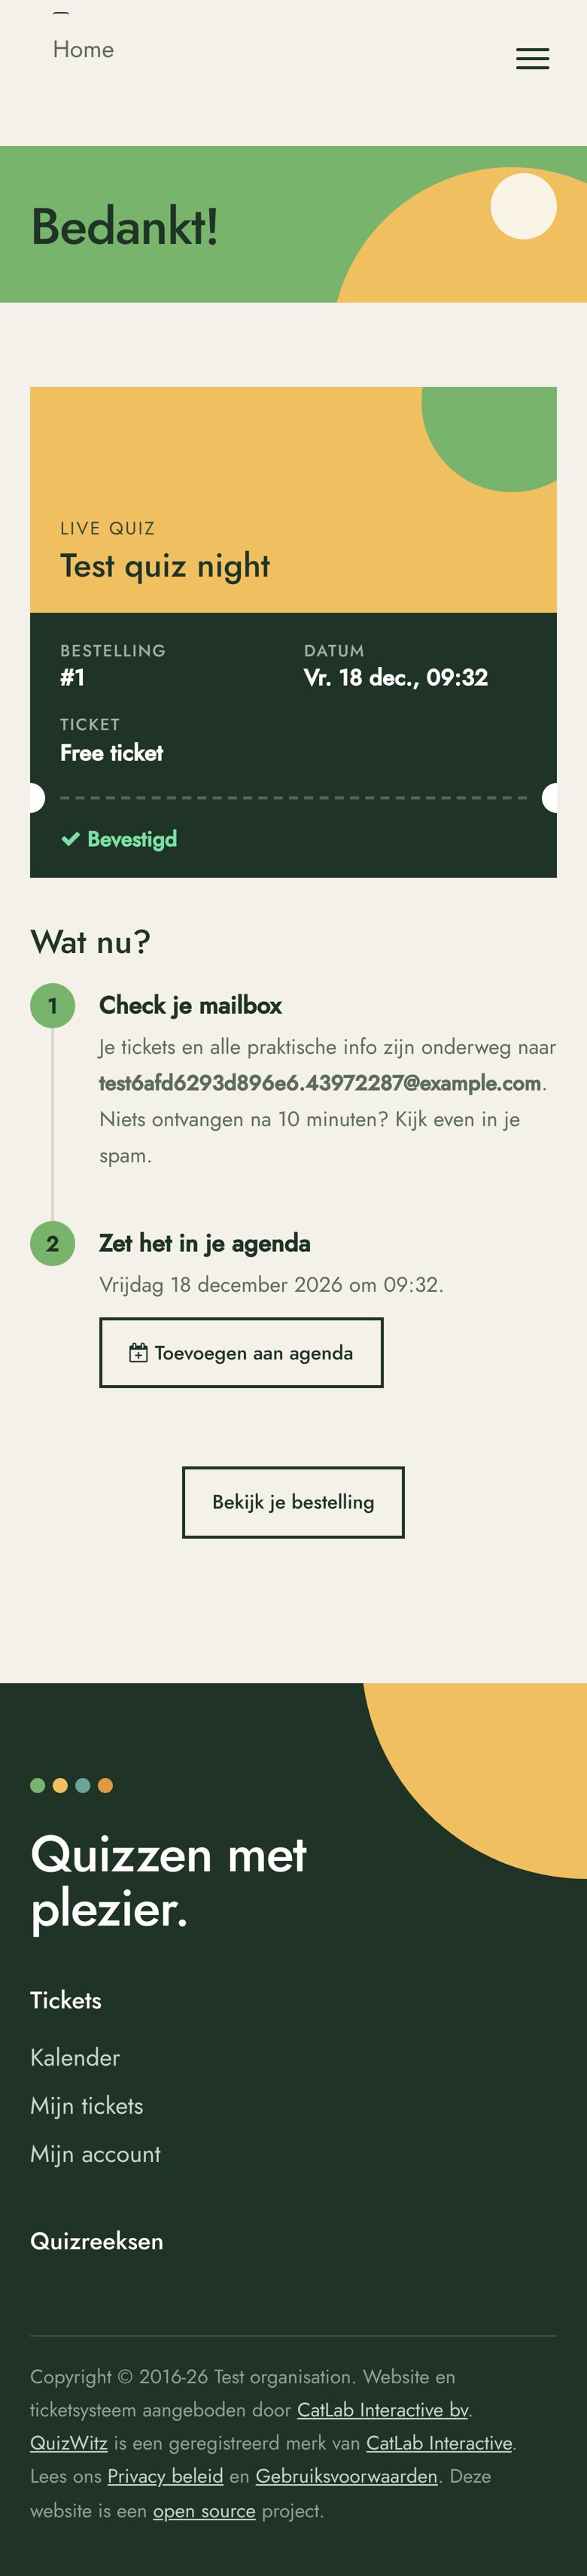 Home
Bedankt!
LIVE QUIZ
Test quiz night
BESTELLING
#1
DATUM
Vr. 18 dec., 09:32
TICKET
Free ticket
Bevestigd
Wat nu?
1
Check je mailbox
Je tickets en alle praktische info zijn onderweg naar
test6afd6293d896e6.43972287@example.com.
Niets ontvangen na 10 minuten? Kijk even in je
spam.
2
Zet het in je agenda
Vrijdag 18 december 2026 om 09:32.
Toevoegen aan agenda
Bekijk je bestelling
Quizzen met
plezier.
Tickets
Kalender
Mijn tickets
Mijn account
Quizreeksen
Copyright © 2016-26 Test organisation. Website en
ticketsysteem aangeboden door CatLab Interactive bv.
QuizWitz is een geregistreerd merk van CatLab Interactive.
Lees ons Privacy beleid en Gebruiksvoorwaarden. Deze
website is een open source project.